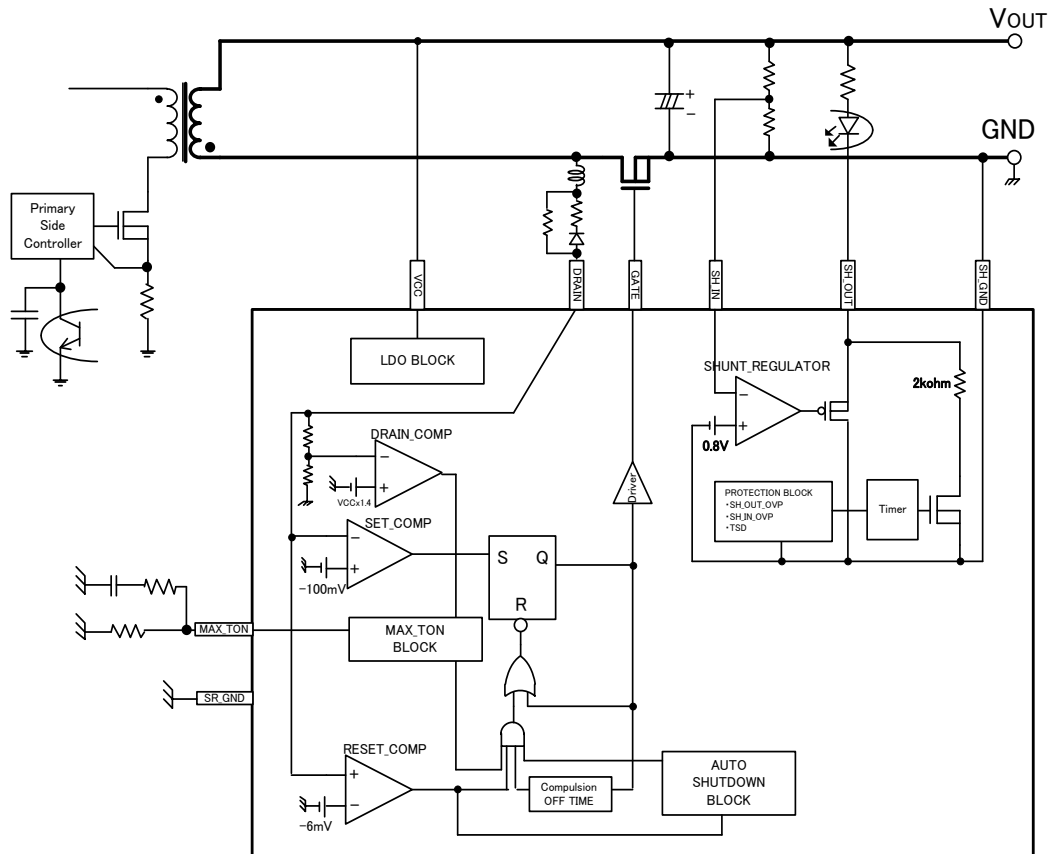 VOUT
GND
Primary
Side
Controller
+
-
VCC
DRAIN
GATE
SH_IN
SH_OUT
SH_GND
LDO BLOCK
SHUNT_REGULATOR
2kohm
-
+
0.8V
DRAIN_COMP
-
+
VCCx1.4
Driver
PROTECTION BLOCK
・SH_OUT_OVP
・SH_IN_OVP
・TSD
Timer
SET_COMP
-
+
-100mV
S Q
R
MAX_TON
MAX_TON
BLOCK
SR_GND
RESET_COMP
+
-
-6mV
Compulsion
OFF TIME
AUTO
SHUTDOWN
BLOCK